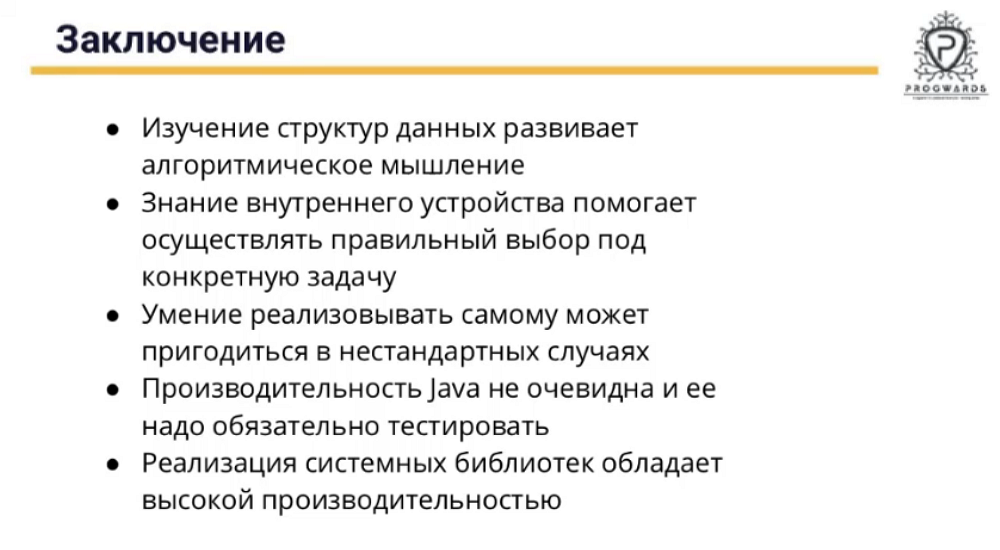 Заключение
PROGWARDS
● Изучение структур данных развивает
алгоритмическое мышление
● Знание внутреннего устройства помогает
осуществлять правильный выбор под
конкретную задачу
● Умение реализовывать самому может
пригодиться в нестандартных случаях
● Производительность Java не очевидна и ее
надо обязательно тестировать
● Реализация системных библиотек обладает
высокой производительностью